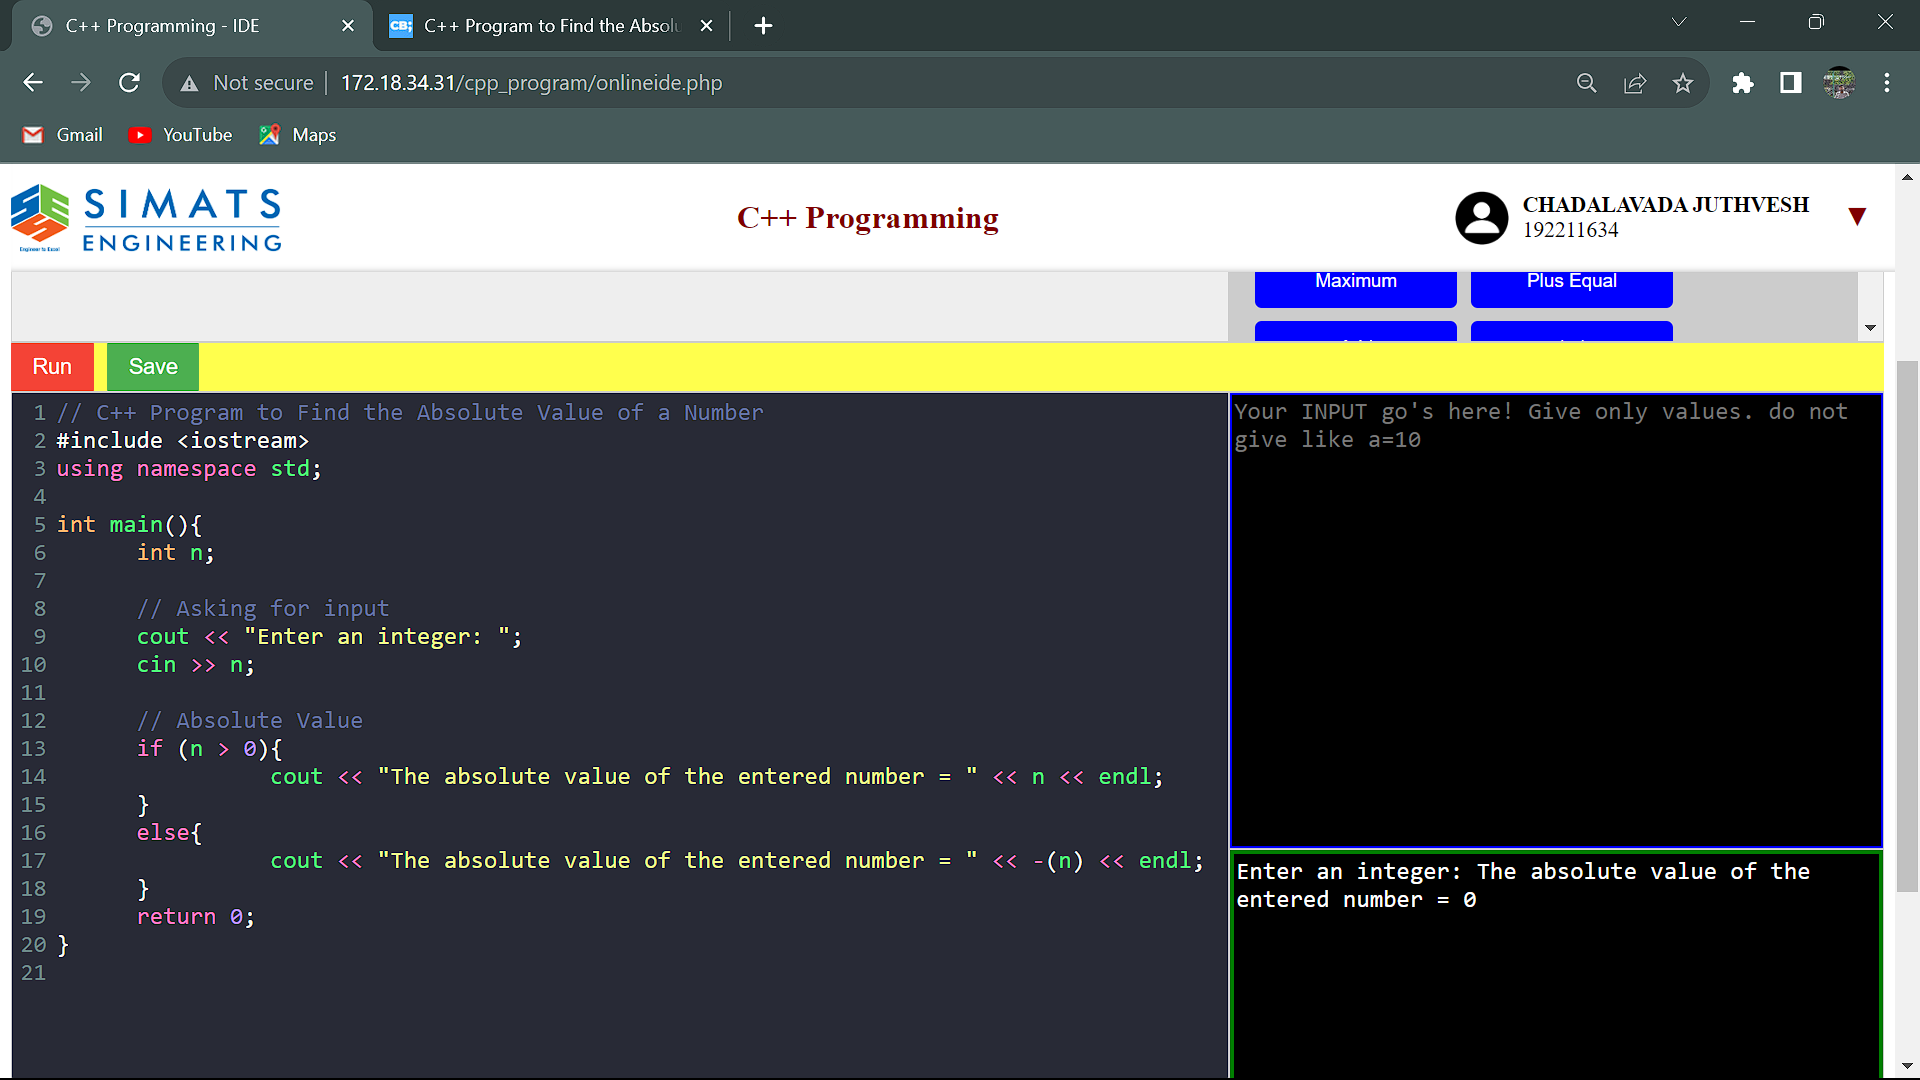 C++ Programming - IDE
CB; C++ Program to Find the Absolu
Not secure 172.18.34.31/cpp_program/onlineide.php
Gmail YouTube Maps
SIMATS
ENGINEERING
Engineer to Excel
C++ Programming
CHADALAVADA JUTHVESH
192211634
Maximum Plus Equal
Run Save
1 // C++ Program to Find the Absolute Value of a Number
2 #include <iostream>
3 using namespace std;
4
5 int main(){
6 int n;
7
8 // Asking for input
9 cout << "Enter an integer: ";
10 cin >> n;
11
12 // Absolute Value
13 if (n > 0){
14 cout << "The absolute value of the entered number = " << n << endl;
15 }
16 else{
17 cout << "The absolute value of the entered number = " << -(n) << endl;
18 }
19 return 0;
20 }
21
Your INPUT go's here! Give only values. do not
give like a=10
Enter an integer: The absolute value of the
entered number = 0